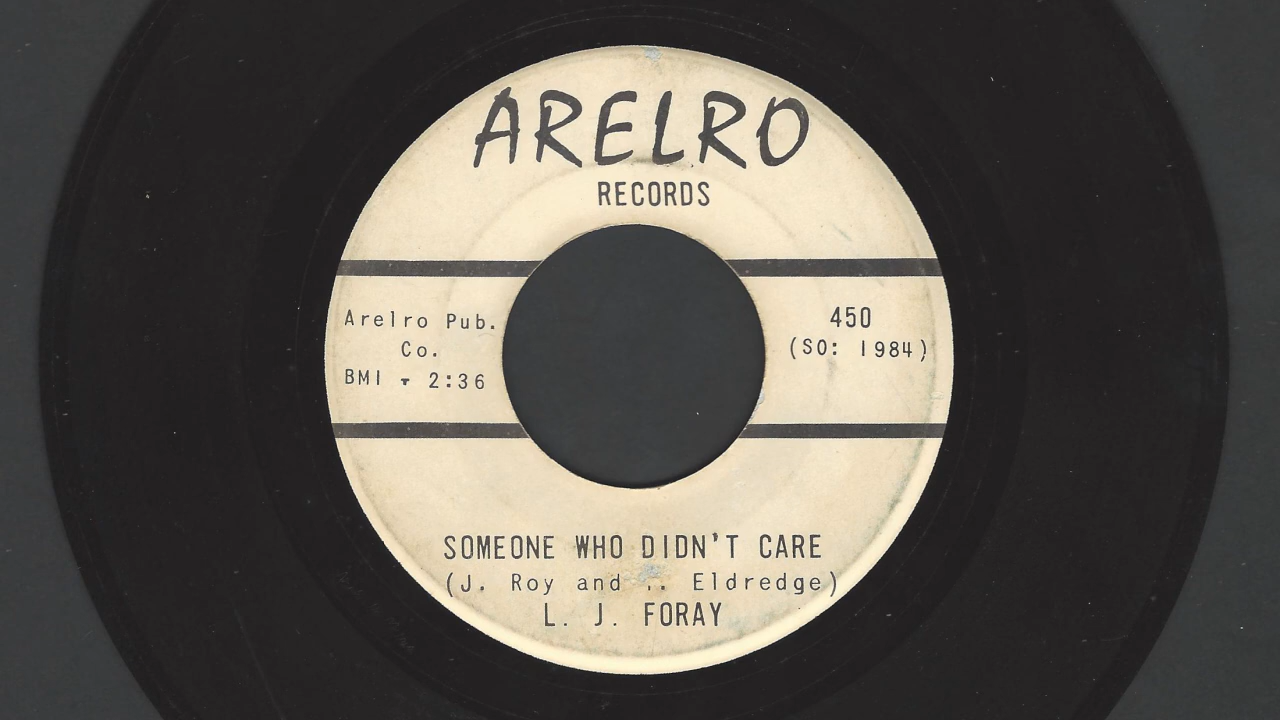 ARELRO
RECORDS
Arelro Pub.
Co.
BMI - 2:36
450
(SO: 1984)
SOMEONE WHO DIDN'T CARE
(J. Roy and . Eldredge)
L. J. FORAY